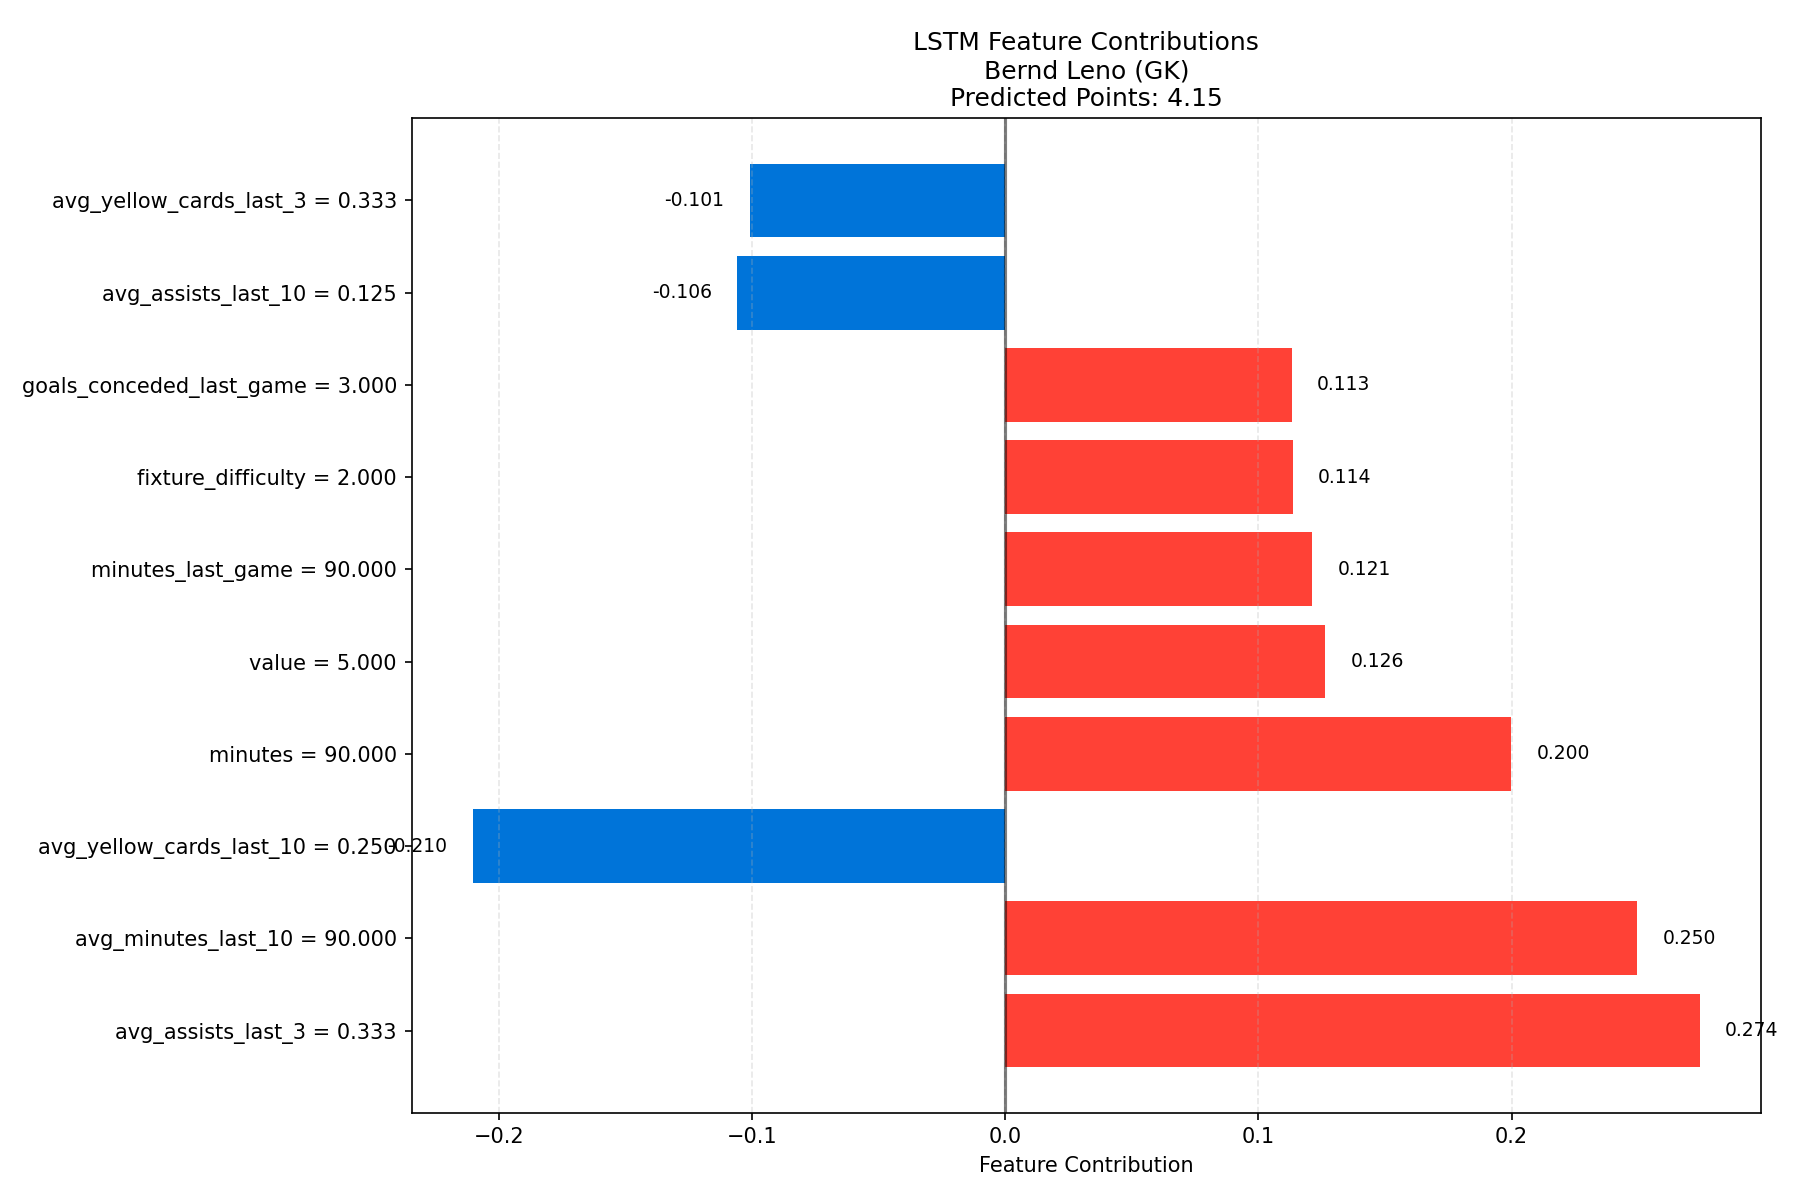 LSTM Feature Contributions
Bernd Leno (GK)
Predicted Points: 4.15
avg_yellow_cards_last_3 = 0.333
-0.101
avg_assists_last_10 = 0.125
-0.106
goals_conceded_last_game = 3.000
0.113
fixture_difficulty = 2.000
0.114
minutes_last_game = 90.000
0.121
value = 5.000
0.126
minutes = 90.000
0.200
avg_yellow_cards_last_10 = 0.250
-0.210
avg_minutes_last_10 = 90.000
0.250
avg_assists_last_3 = 0.333
0.274
−0.2 −0.1 0.0 0.1 0.2
Feature Contribution